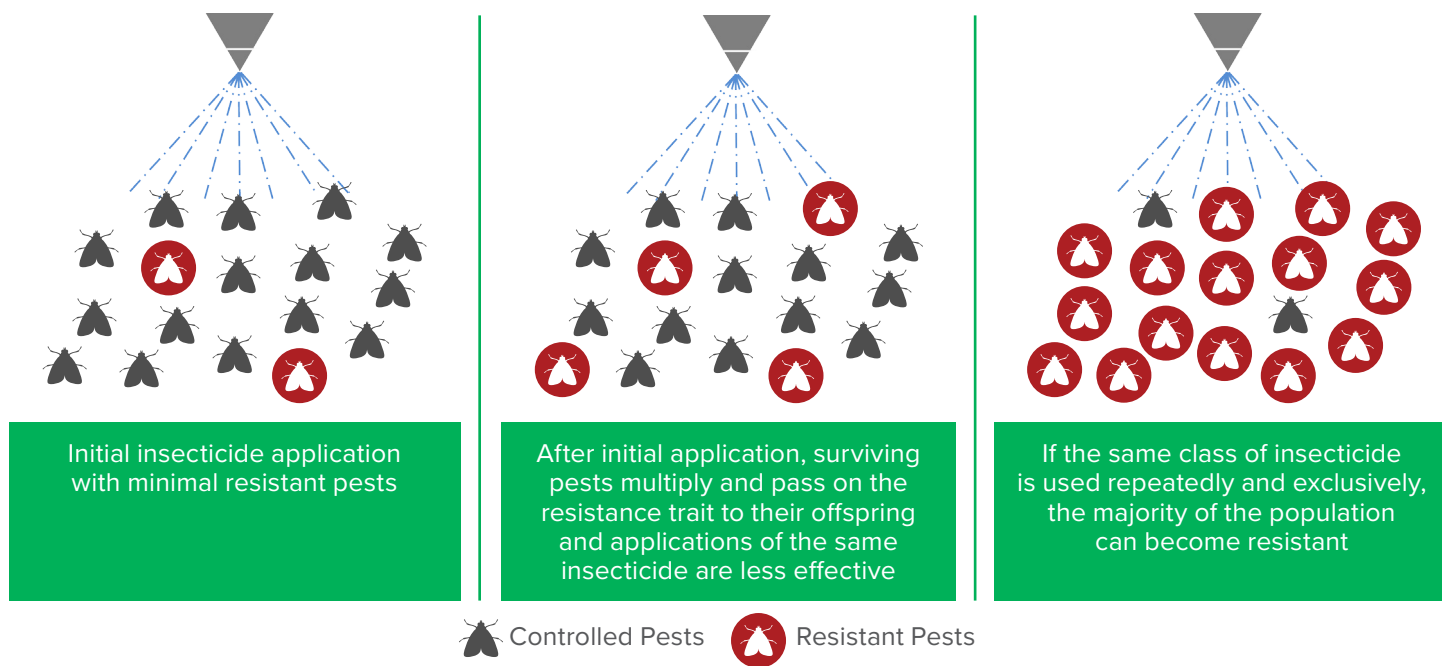 Initial insecticide application
with minimal resistant pests
After initial application, surviving
pests multiply and pass on the
resistance trait to their offspring
and applications of the same
insecticide are less effective
If the same class of insecticide
is used repeatedly and exclusively,
the majority of the population
can become resistant
Controlled Pests
Resistant Pests